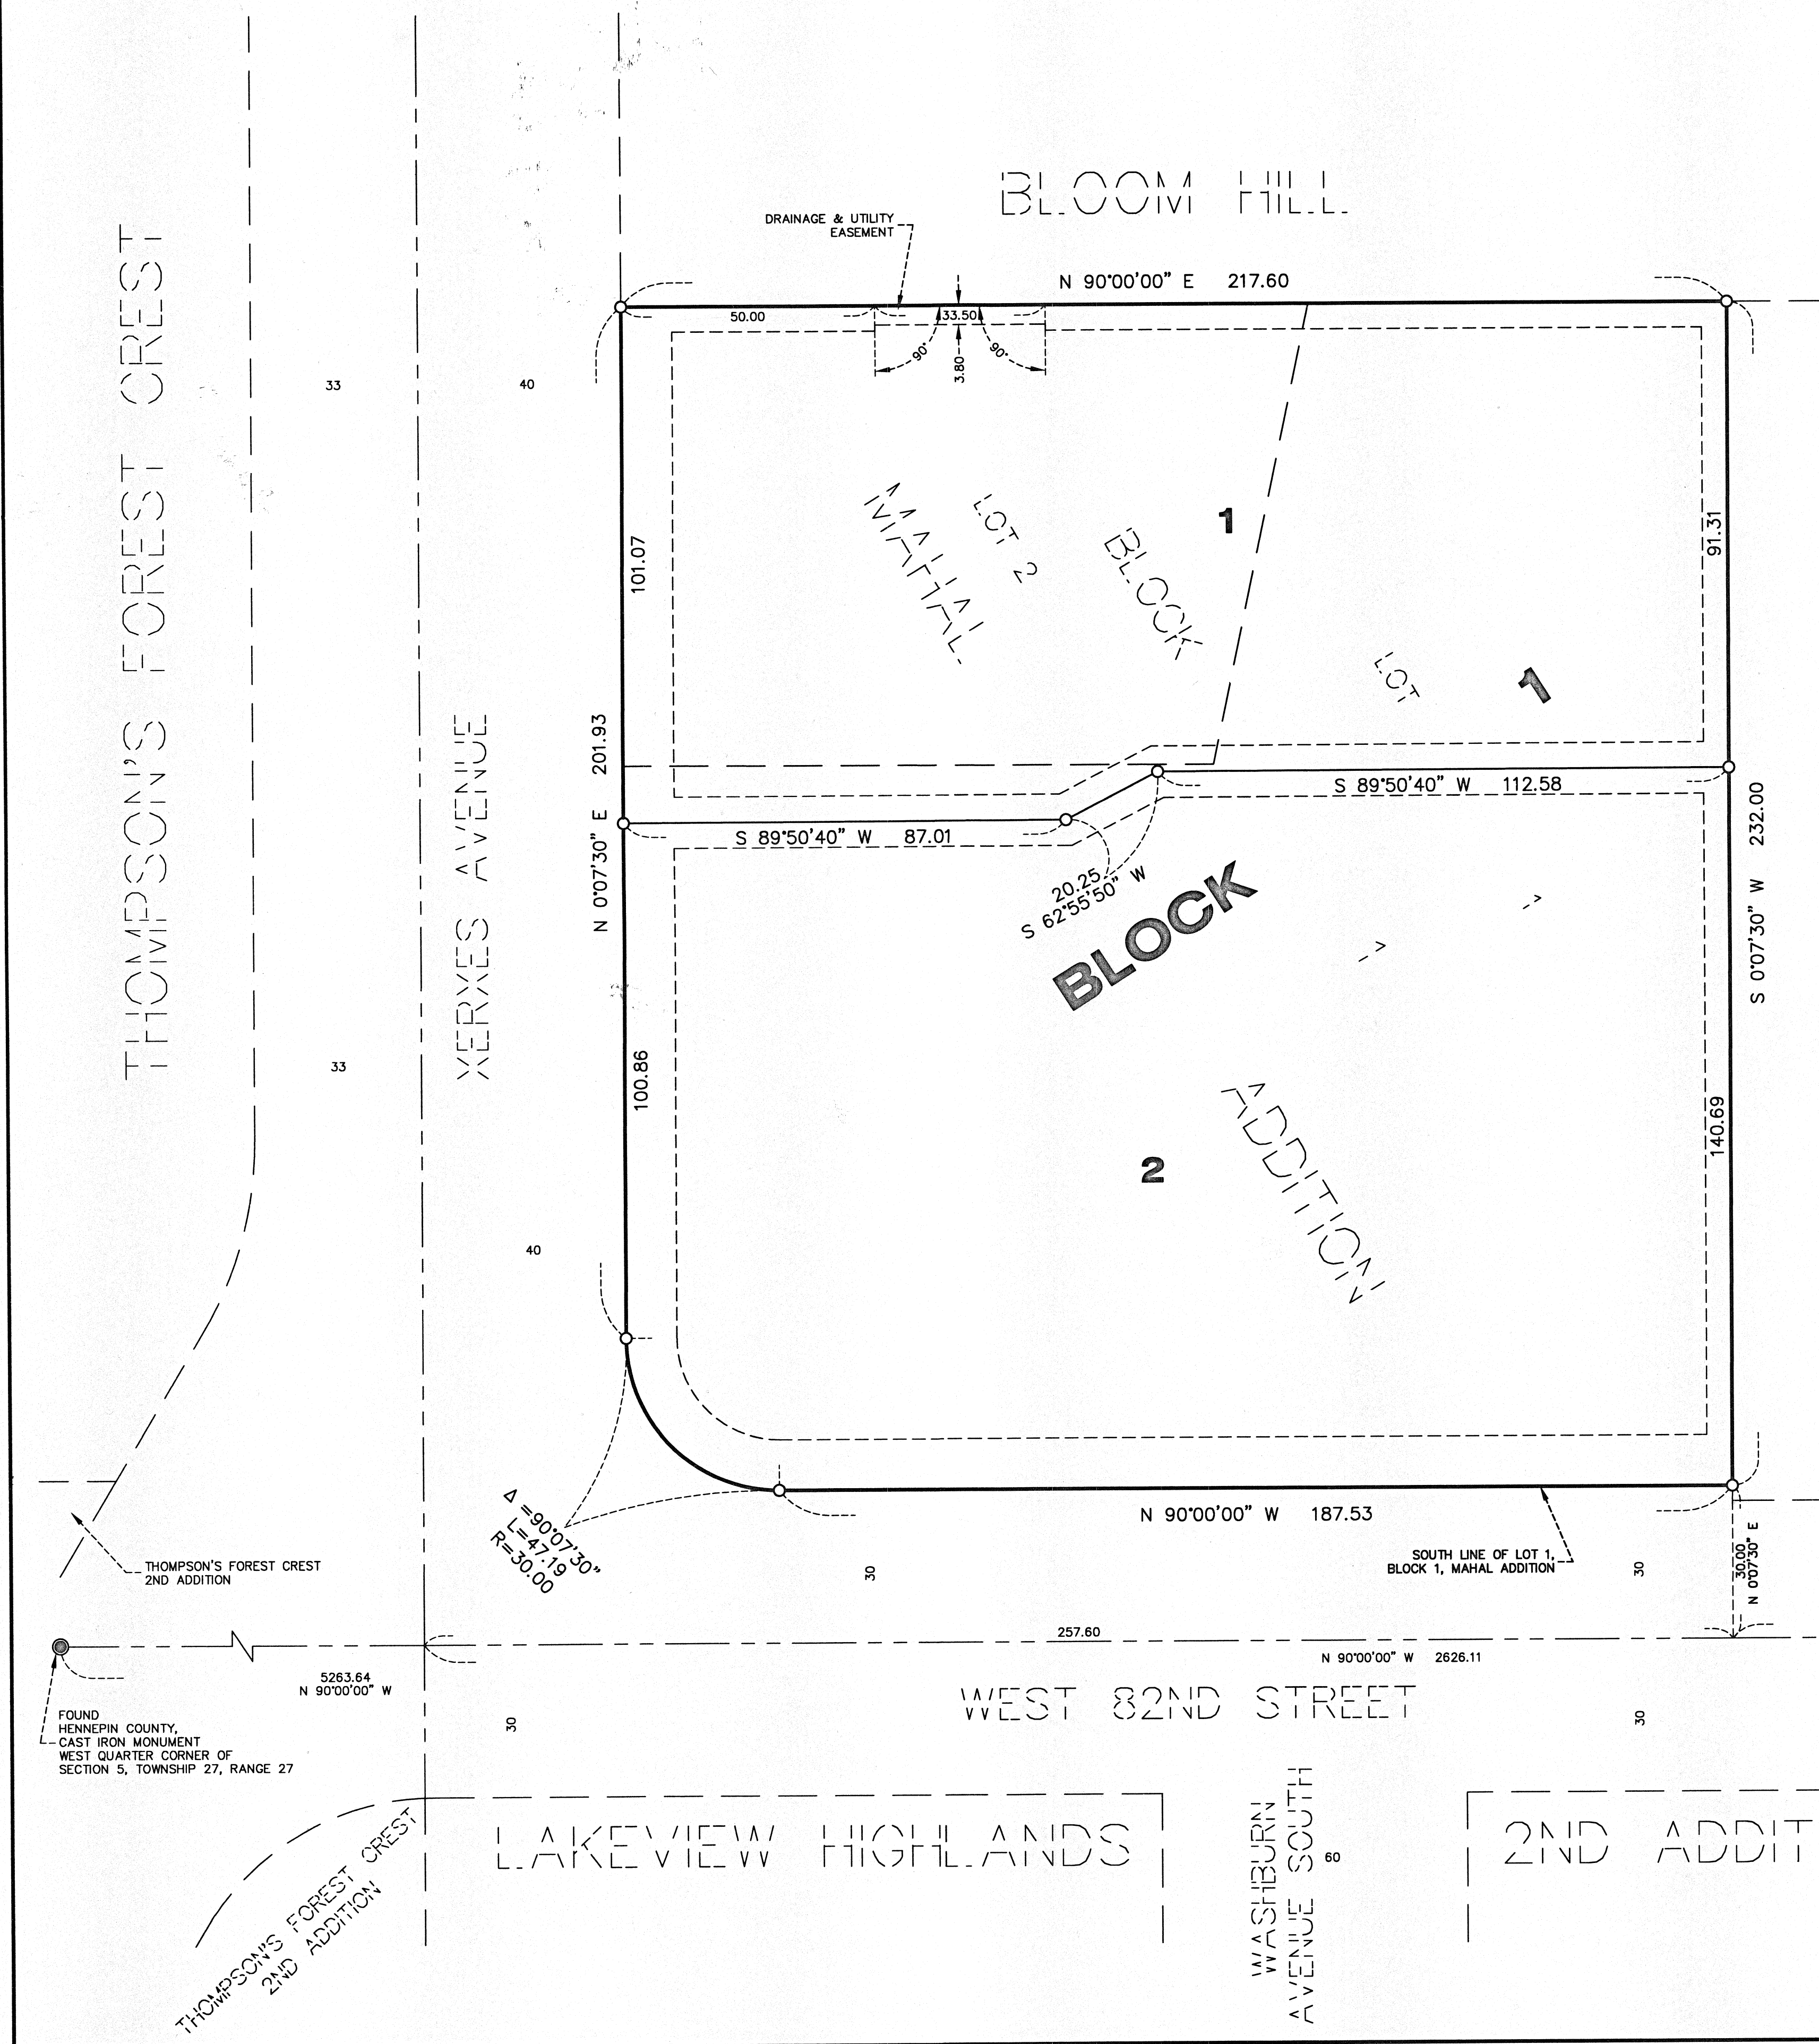 BLOOM HILL
DRAINAGE & UTILITY
EASEMENT
N 90°00'00" E 217.60
50.00
33.50
90°
90°
3.80
THOMPSON'S FOREST CREST
33
40
101.07
MAHAL
LOT 2
BLOCK
1
LOT
1
91.31
XERXES AVENUE
N 0°07'30" E 201.93
S 89°50'40" W 112.58
S 89°50'40" W 87.01
20.25
S 62°55'50" W
S 0°07'30" W 232.00
BLOCK
33
100.86
140.69
2
ADDITION
40
Δ =90°07'30"
L=47.19
R=30.00
N 90°00'00" W 187.53
SOUTH LINE OF LOT 1,
BLOCK 1, MAHAL ADDITION
30
30
30.00
N 0°07'30" E
THOMPSON'S FOREST CREST
2ND ADDITION
257.60
N 90°00'00" W 2626.11
5263.64
N 90°00'00" W
FOUND
HENNEPIN COUNTY,
CAST IRON MONUMENT
WEST QUARTER CORNER OF
SECTION 5, TOWNSHIP 27, RANGE 27
30
WEST 82ND STREET
30
LAKEVIEW HIGHLANDS
WASHBURN
AVENUE SOUTH
60
2ND ADDIT
THOMPSON'S FOREST CREST
2ND ADDITION